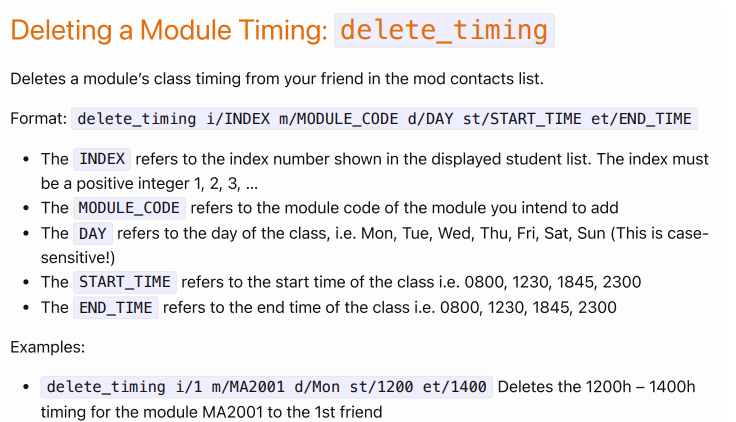 Deleting a Module Timing: delete_timing
Deletes a module’s class timing from your friend in the mod contacts list.
Format: delete_timing i/INDEX m/MODULE_CODE d/DAY st/START_TIME et/END_TIME
• The INDEX refers to the index number shown in the displayed student list. The index must
be a positive integer 1, 2, 3, …
• The MODULE_CODE refers to the module code of the module you intend to add
• The DAY refers to the day of the class, i.e. Mon, Tue, Wed, Thu, Fri, Sat, Sun (This is case-
sensitive!)
• The START_TIME refers to the start time of the class i.e. 0800, 1230, 1845, 2300
• The END_TIME refers to the end time of the class i.e. 0800, 1230, 1845, 2300
Examples:
• delete_timing i/1 m/MA2001 d/Mon st/1200 et/1400 Deletes the 1200h – 1400h
timing for the module MA2001 to the 1st friend